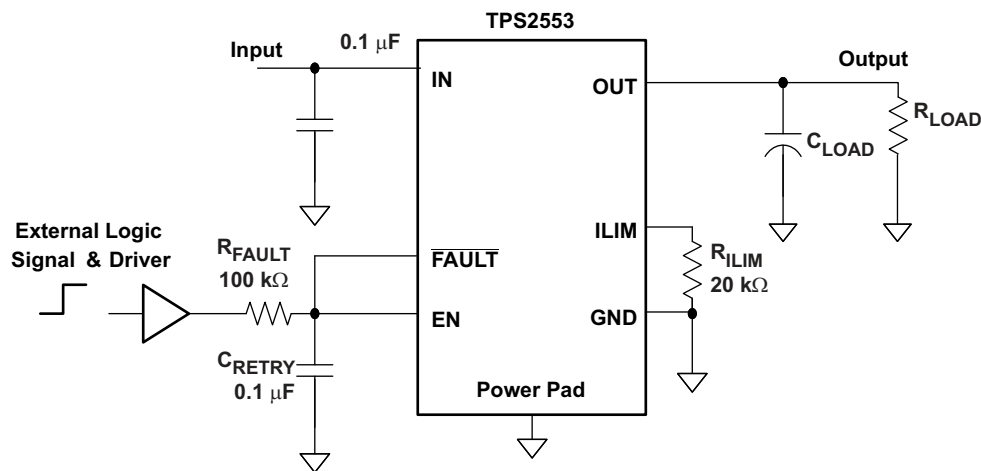 TPS2553
0.1 μF
Input
IN
OUT
Output
R_LOAD
C_LOAD
External Logic
Signal & Driver
R_FAULT
100 kΩ
FAULT
ILIM
R_ILIM
20 kΩ
EN
GND
C_RETRY
0.1 μF
Power Pad